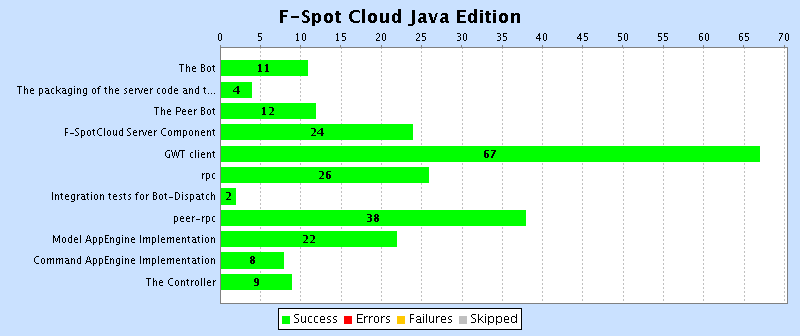 F-Spot Cloud Java Edition
0 5 10 15 20 25 30 35 40 45 50 55 60 65 70
The Bot 11
The packaging of the server code and t... 4
The Peer Bot 12
F-SpotCloud Server Component 24
GWT client 67
rpc 26
Integration tests for Bot-Dispatch 2
peer-rpc 38
Model AppEngine Implementation 22
Command AppEngine Implementation 8
The Controller 9
Success Errors Failures Skipped